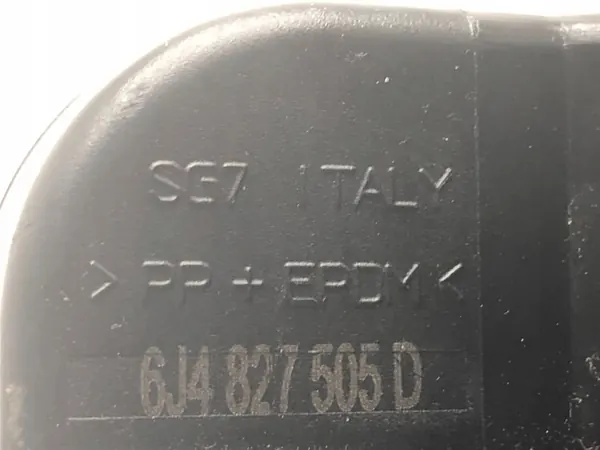 SG7 ITALY
> PP + EPDM <
6J4 827 505 D